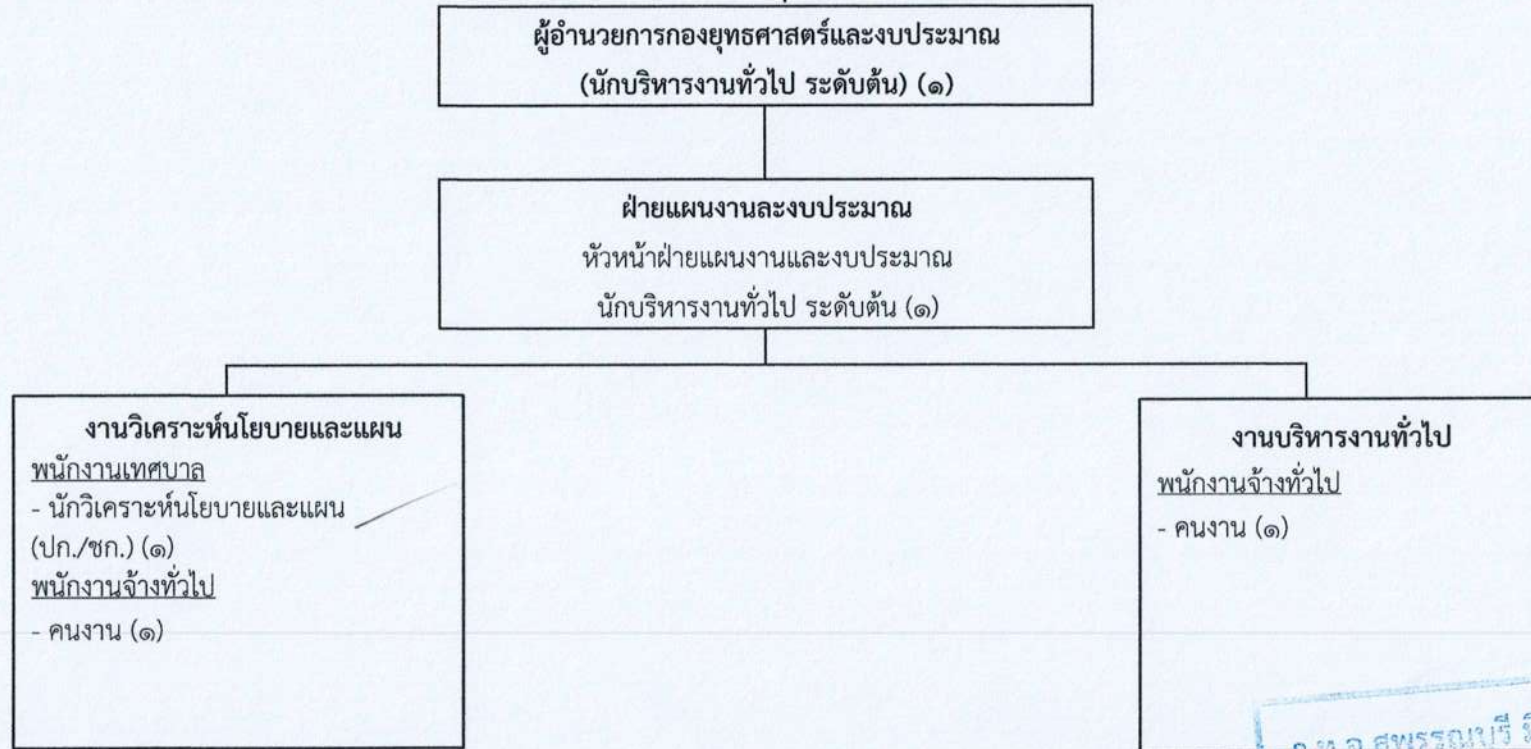 ผู้อำนวยการกองยุทธศาสตร์และงบประมาณ
(นักบริหารงานทั่วไป ระดับต้น) (๑)
ฝ่ายแผนงานละงบประมาณ
หัวหน้าฝ่ายแผนงานและงบประมาณ
นักบริหารงานทั่วไป ระดับต้น (๑)
งานวิเคราะห์นโยบายและแผน
พนักงานเทศบาล
- นักวิเคราะห์นโยบายและแผน
(ปก./ชก.) (๑)
พนักงานจ้างทั่วไป
- คนงาน (๑)
งานบริหารงานทั่วไป
พนักงานจ้างทั่วไป
- คนงาน (๑)
สุพรรณบุรี